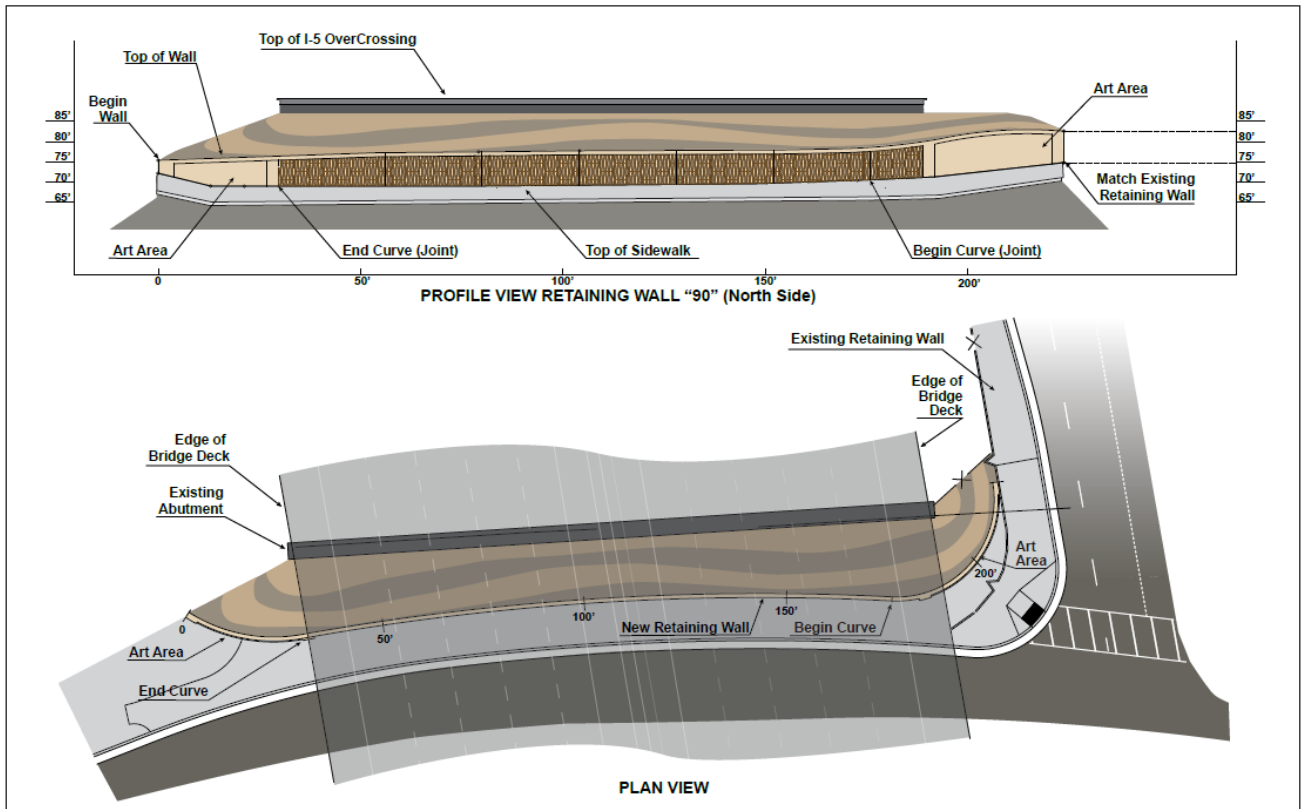 Top of I-5 OverCrossing
Top of Wall
Art Area
Begin
Wall
85'
80'
75'
70'
65'
85'
80'
75'
70'
65'
Match Existing
Retaining Wall
Art Area
End Curve (Joint)
Top of Sidewalk
Begin Curve (Joint)
0
50'
100'
150'
200'
PROFILE VIEW RETAINING WALL “90” (North Side)
Existing Retaining Wall
Edge of
Bridge
Deck
Edge of
Bridge Deck
Existing
Abutment
Art
Area
200'
0
50'
100'
150'
New Retaining Wall
Begin Curve
Art Area
End Curve
PLAN VIEW